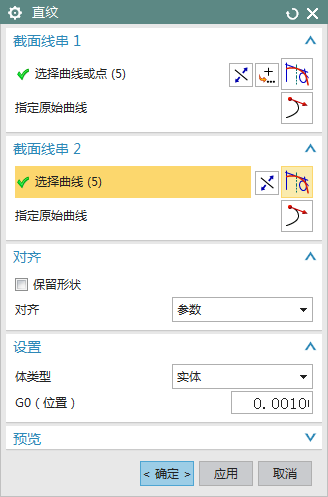 直纹
截面线串 1
选择曲线或点 (5)
指定原始曲线
截面线串 2
选择曲线 (5)
指定原始曲线
对齐
保留形状
对齐 参数
设置
体类型 实体
G0（位置） 0.0010
预览
< 确定 > 应用 取消